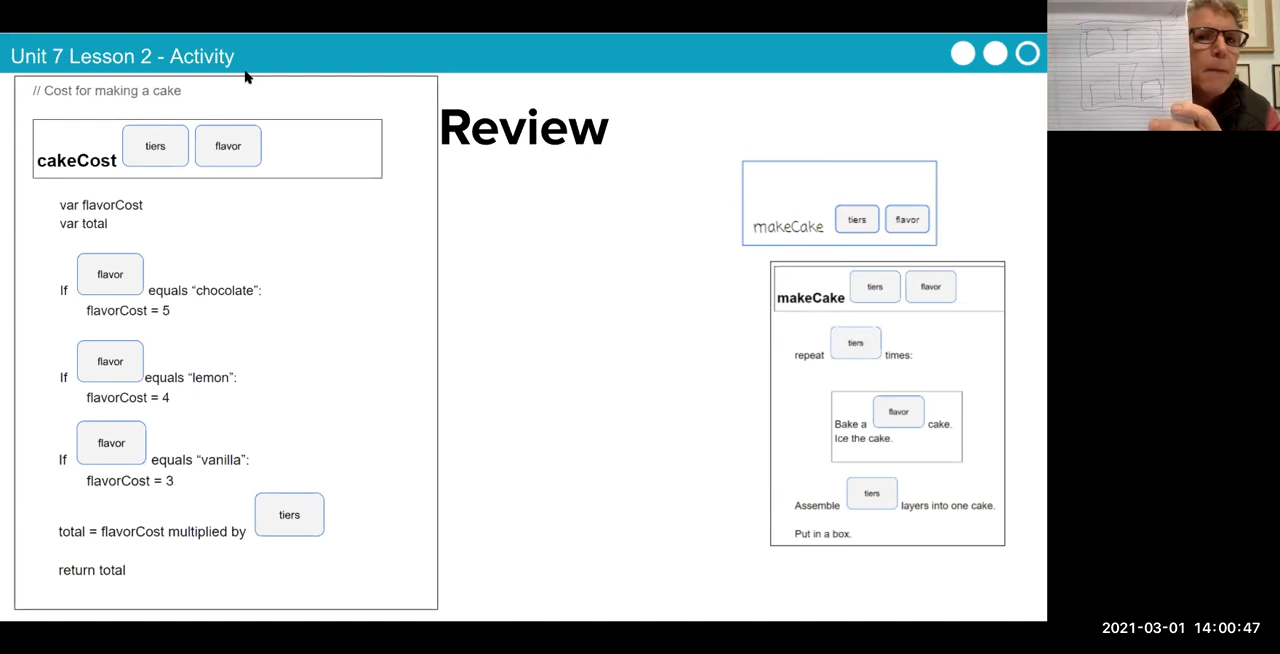 Unit 7 Lesson 2 - Activity
// Cost for making a cake
cakeCost tiers flavor
var flavorCost
var total
If flavor equals “chocolate”:
flavorCost = 5
If flavor equals “lemon”:
flavorCost = 4
If flavor equals “vanilla”:
flavorCost = 3
total = flavorCost multiplied by tiers
return total
Review
makeCake tiers flavor
makeCake tiers flavor
repeat tiers times:
Bake a flavor cake.
Ice the cake.
Assemble tiers layers into one cake.
Put in a box.
2021-03-01 14:00:47